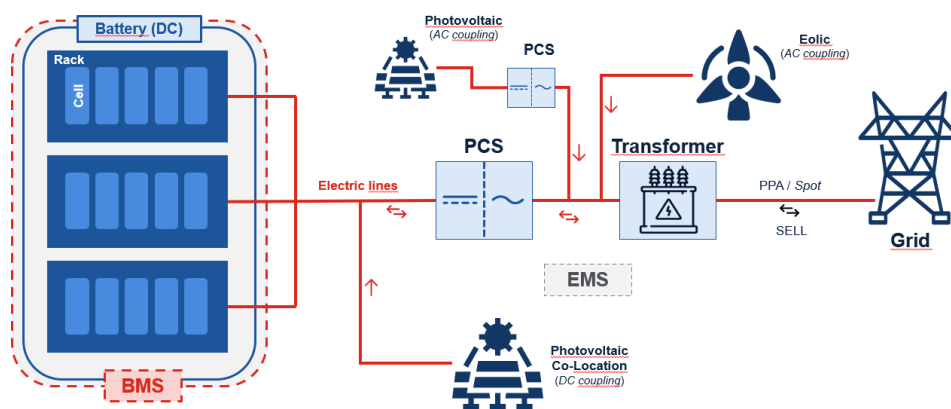 Battery (DC)
Rack
Cell
BMS
Photovoltaic
(AC coupling)
PCS
Eolic
(AC coupling)
Electric lines
PCS
Transformer
PPA / Spot
SELL
Grid
EMS
Photovoltaic
Co-Location
(DC coupling)